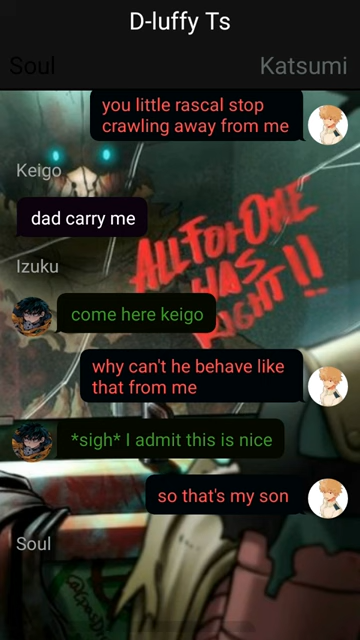 D-luffy Ts
Soul
Katsumi
you little rascal stop
crawling away from me
Keigo
dad carry me
ALL FOR ONE
WAS
RIGHT!!
Izuku
come here keigo
why can't he behave like
that from me
*sigh* I admit this is nice
so that's my son
Soul